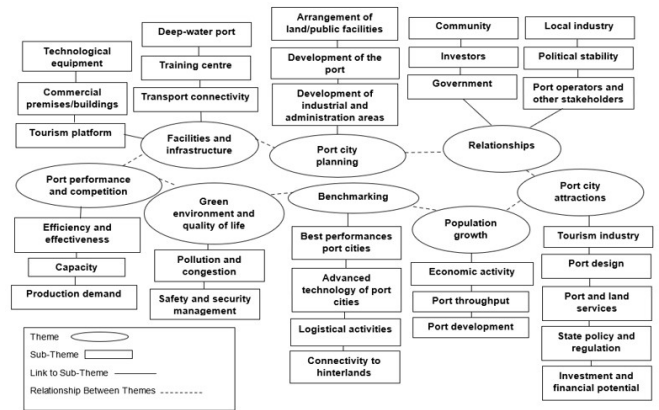 Technological
equipment
Commercial
premises/buildings
Tourism platform
Deep-water port
Training centre
Transport connectivity
Arrangement of
land/public facilities
Development of the
port
Development of
industrial and
administration areas
Community
Investors
Government
Local industry
Political stability
Port operators and
other stakeholders
Facilities and
infrastructure
Port city
planning
Relationships
Port performance
and competition
Green
environment and
quality of life
Benchmarking
Population
growth
Port city
attractions
Efficiency and
effectiveness
Capacity
Production demand
Pollution and
congestion
Safety and security
management
Best performances
port cities
Advanced
technology of port
cities
Logistical activities
Connectivity to
hinterlands
Economic activity
Port throughput
Port development
Tourism industry
Port design
Port and land
services
State policy and
regulation
Investment and
financial potential
Theme
Sub-Theme
Link to Sub-Theme
Relationship Between Themes